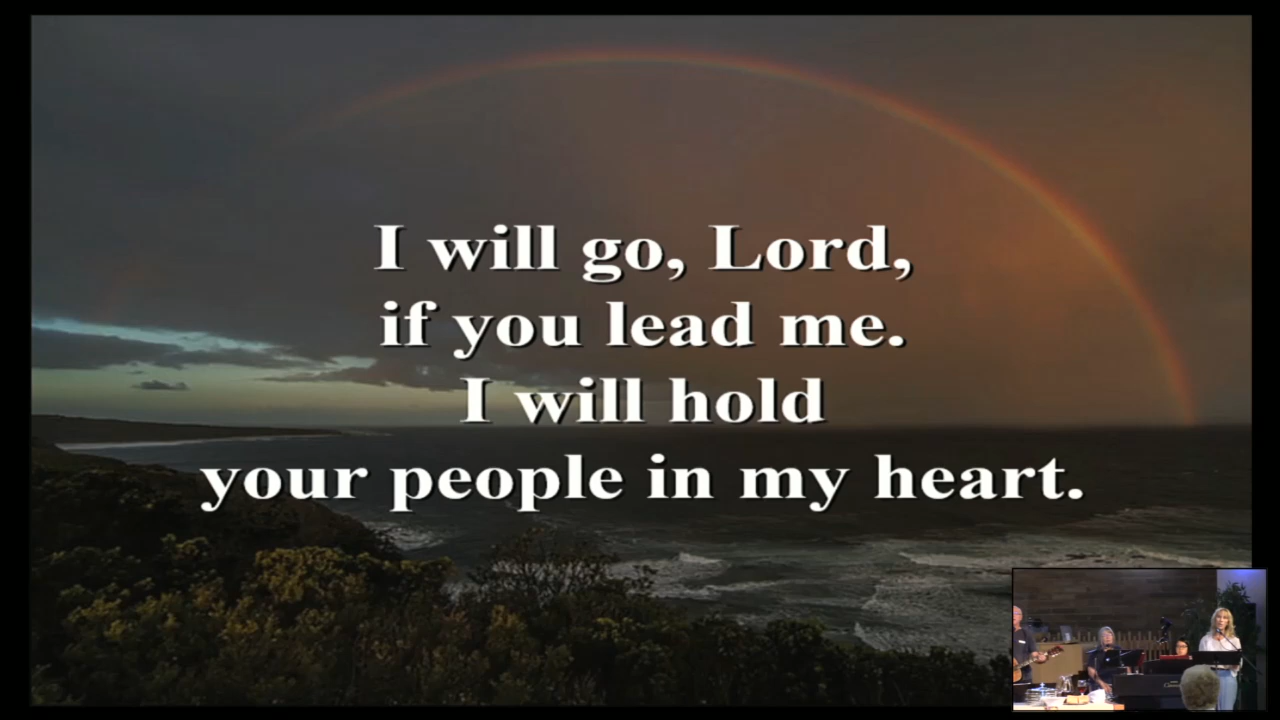 I will go, Lord,
if you lead me.
I will hold
your people in my heart.